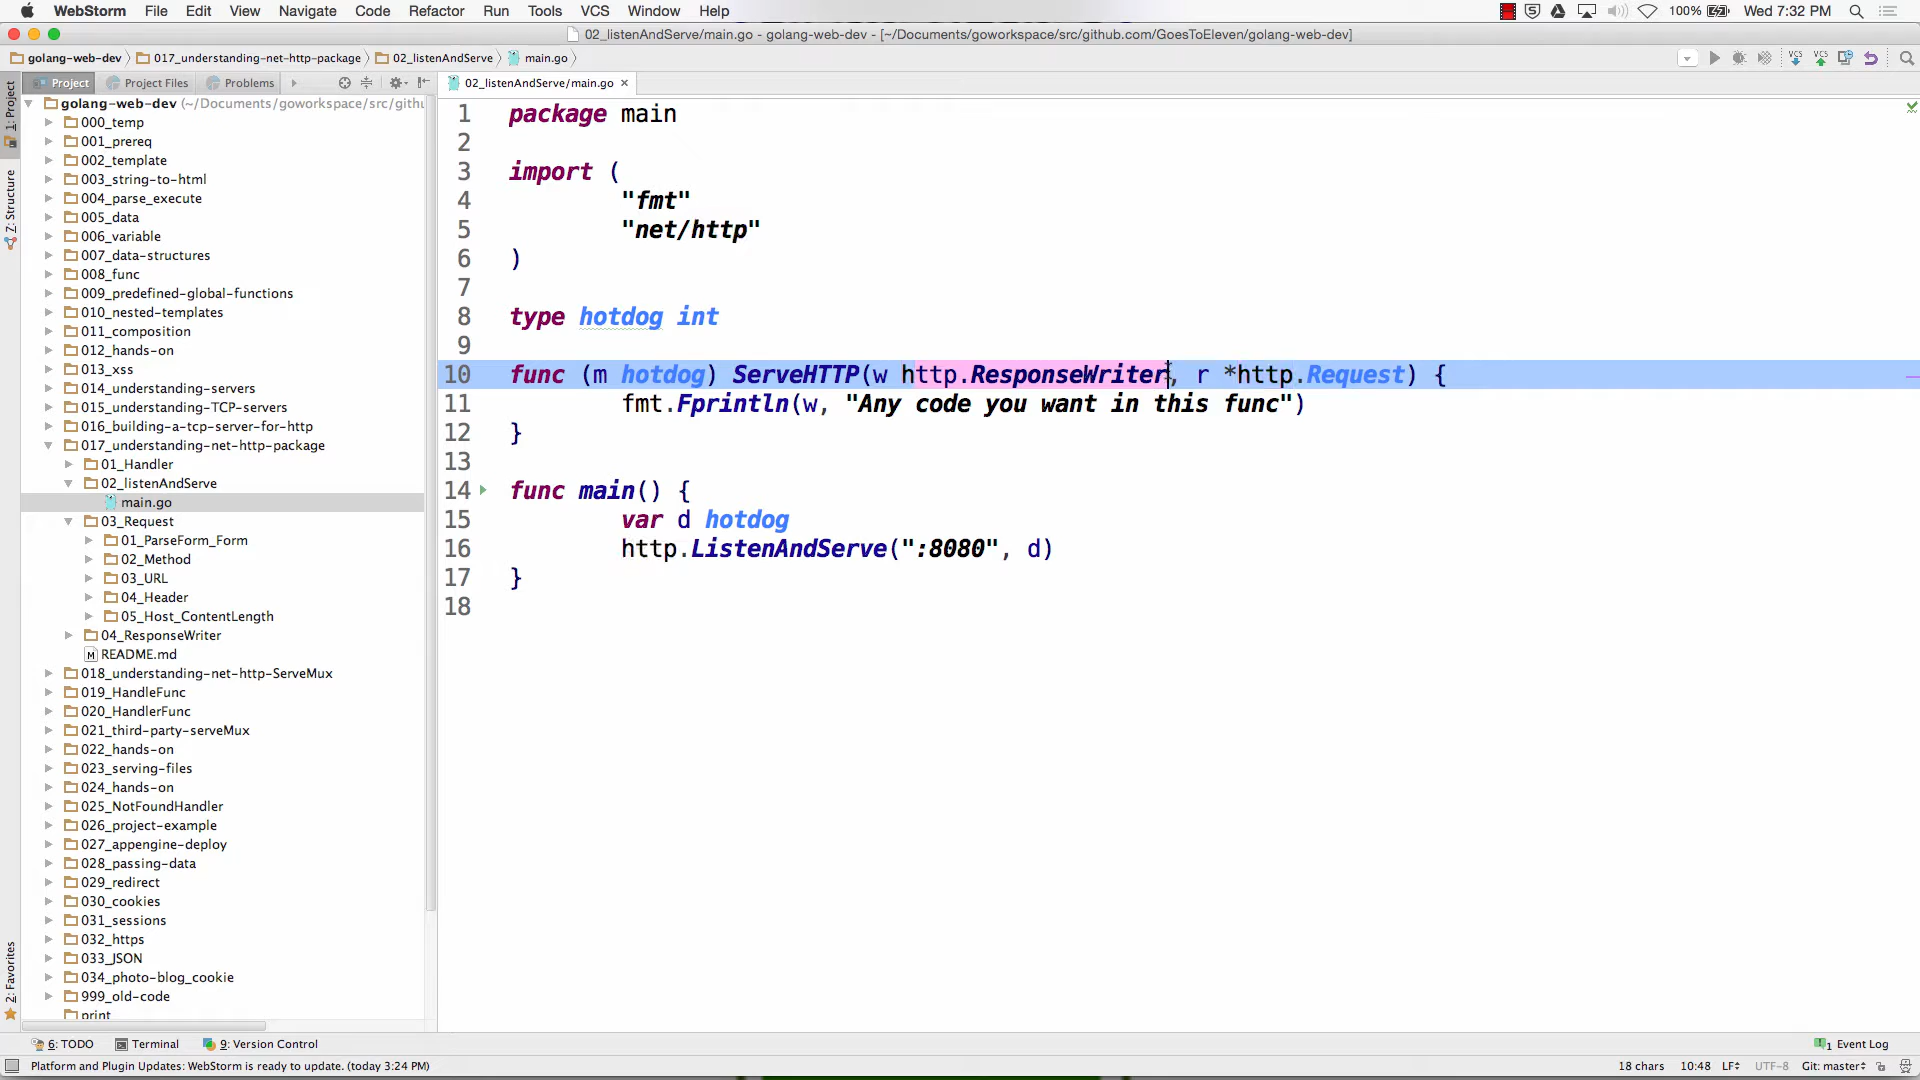 WebStorm File Edit View Navigate Code Refactor Run Tools VCS Window Help 100% Wed 7:32 PM
02_listenAndServe/main.go - golang-web-dev - [~/Documents/goworkspace/src/github.com/GoesToEleven/golang-web-dev]
golang-web-dev 017_understanding-net-http-package 02_listenAndServe main.go
Project Project Files Problems 02_listenAndServe/main.go
1: Project
Z: Structure
2: Favorites
golang-web-dev (~/Documents/goworkspace/src/githu
000_temp
001_prereq
002_template
003_string-to-html
004_parse_execute
005_data
006_variable
007_data-structures
008_func
009_predefined-global-functions
010_nested-templates
011_composition
012_hands-on
013_xss
014_understanding-servers
015_understanding-TCP-servers
016_building-a-tcp-server-for-http
017_understanding-net-http-package
01_Handler
02_listenAndServe
main.go
03_Request
01_ParseForm_Form
02_Method
03_URL
04_Header
05_Host_ContentLength
04_ResponseWriter
README.md
018_understanding-net-http-ServeMux
019_HandleFunc
020_HandlerFunc
021_third-party-serveMux
022_hands-on
023_serving-files
024_hands-on
025_NotFoundHandler
026_project-example
027_appengine-deploy
028_passing-data
029_redirect
030_cookies
031_sessions
032_https
033_JSON
034_photo-blog_cookie
999_old-code
print
1 package main
2
3 import (
4 "fmt"
5 "net/http"
6 )
7
8 type hotdog int
9
10 func (m hotdog) ServeHTTP(w http.ResponseWriter, r *http.Request) {
11 fmt.Fprintln(w, "Any code you want in this func")
12 }
13
14 func main() {
15 var d hotdog
16 http.ListenAndServe(":8080", d)
17 }
18
6: TODO Terminal 9: Version Control 1 Event Log
Platform and Plugin Updates: WebStorm is ready to update. (today 3:24 PM) 18 chars 10:48 LF UTF-8 Git: master